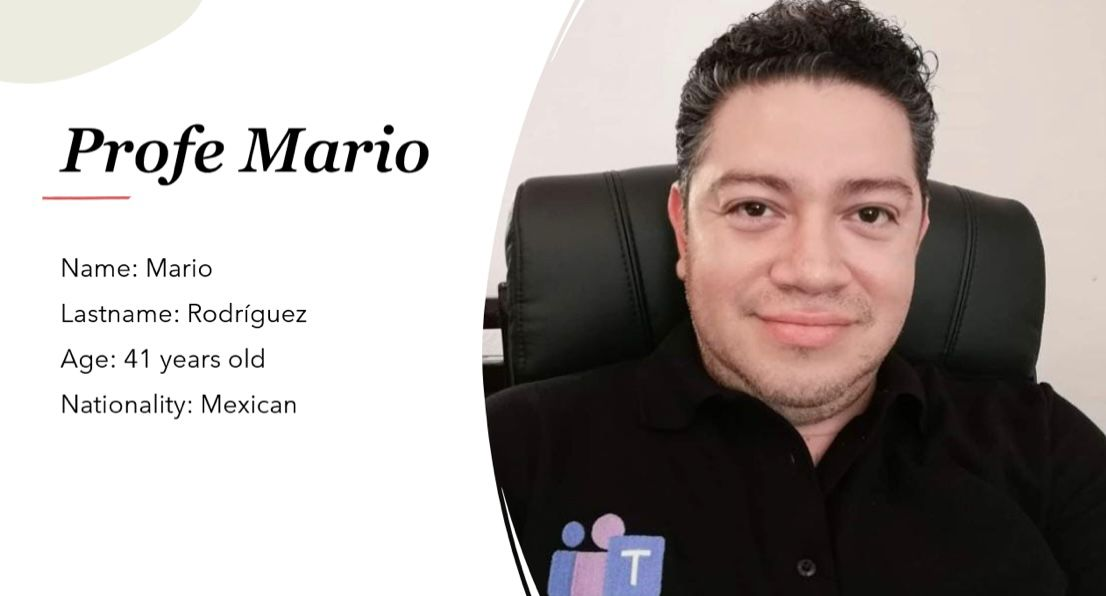 Profe Mario
Name: Mario
Lastname: Rodríguez
Age: 41 years old
Nationality: Mexican
T